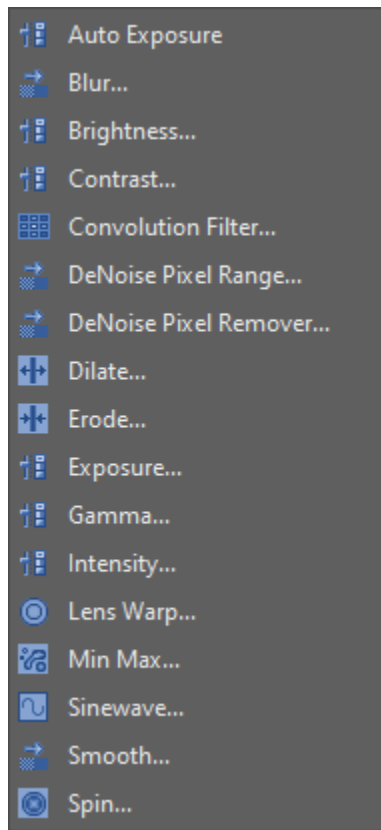 Auto Exposure
Blur...
Brightness...
Contrast...
Convolution Filter...
DeNoise Pixel Range...
DeNoise Pixel Remover...
Dilate...
Erode...
Exposure...
Gamma...
Intensity...
Lens Warp...
Min Max...
Sinewave...
Smooth...
Spin...